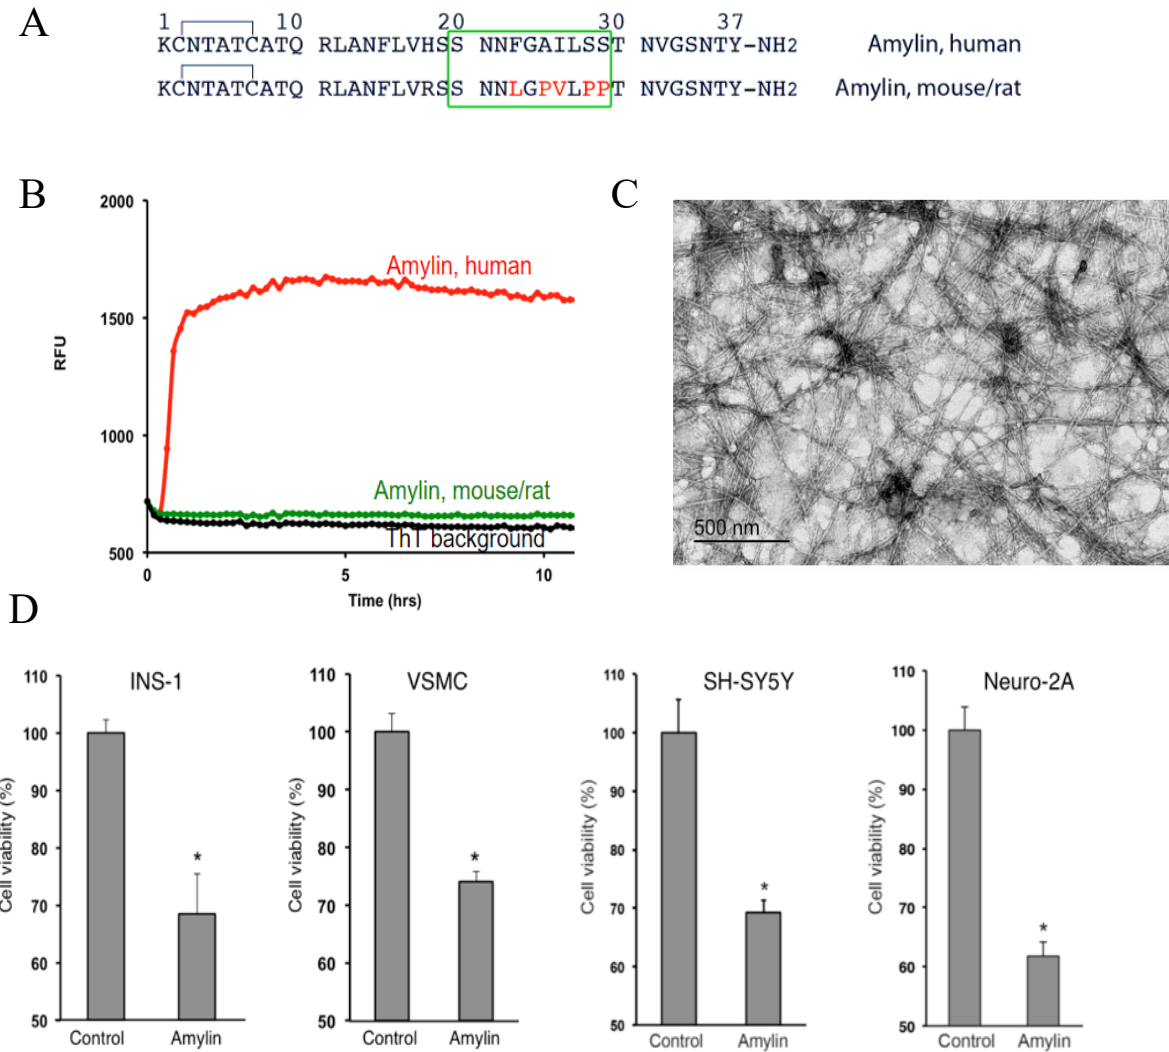 A
1 10 20 30 37
KCNTATCATQ RLANFLVHSS NNFGAILSST NVGSNTY-NH2 Amylin, human
KCNTATCATQ RLANFLVRSS NNLGPVLPPT NVGSNTY-NH2 Amylin, mouse/rat
B
2000
1500
1000
500
RFU
Amylin, human
Amylin, mouse/rat
ThT background
0 5 10
Time (hrs)
C
500 nm
D
INS-1
110
100
90
80
70
60
50
Cell viability (%)
*
Control Amylin
VSMC
110
100
90
80
70
60
50
Cell viability (%)
*
Control Amylin
SH-SY5Y
110
100
90
80
70
60
50
Cell viability (%)
*
Control Amylin
Neuro-2A
110
100
90
80
70
60
50
Cell viability (%)
*
Control Amylin